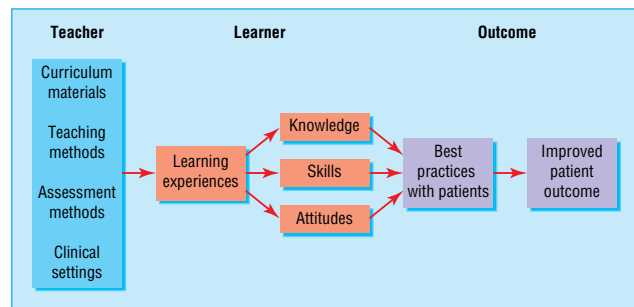 Teacher
Learner
Outcome
Curriculum
materials
Teaching
methods
Assessment
methods
Clinical
settings
Learning
experiences
Knowledge
Skills
Attitudes
Best
practices
with patients
Improved
patient
outcome